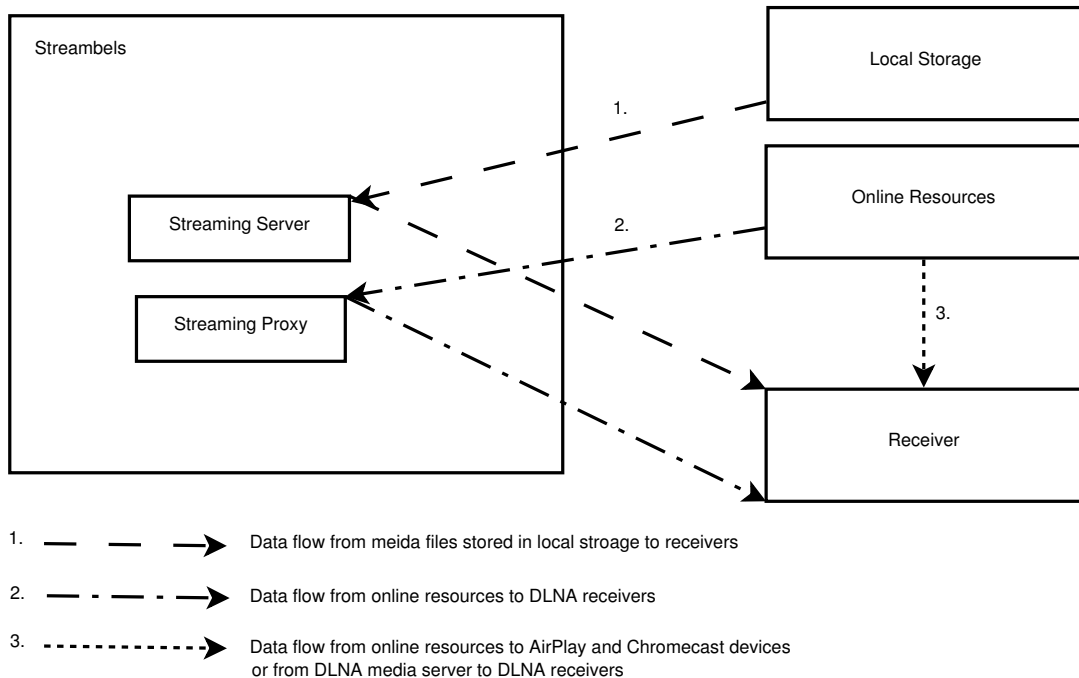 Streambels
Local Storage
1.
Online Resources
Streaming Server
2.
Streaming Proxy
3.
Receiver
1. Data flow from meida files stored in local stroage to receivers
2. Data flow from online resources to DLNA receivers
3. Data flow from online resources to AirPlay and Chromecast devices
or from DLNA media server to DLNA receivers